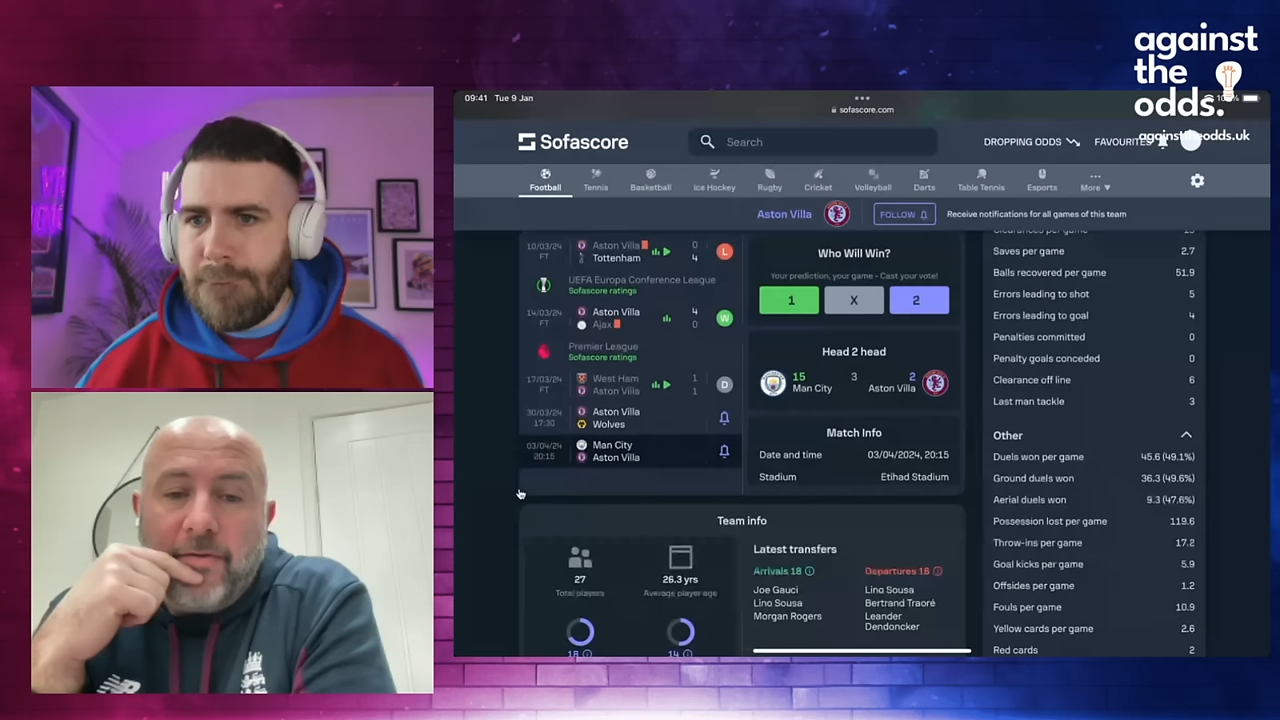 against
the
odds.
againsttheodds.uk
09:41 Tue 9 Jan
sofascore.com
Sofascore
Search
DROPPING ODDS
FAVOURITES
Football
Tennis
Basketball
Ice Hockey
Rugby
Cricket
Volleyball
Darts
Table Tennis
Esports
More
Aston Villa
FOLLOW
Receive notifications for all games of this team
10/03/24 Aston Villa 0
FT Tottenham 4
L
UEFA Europa Conference League
Sofascore ratings
14/03/24 Aston Villa 4
FT Ajax 0
W
Premier League
Sofascore ratings
17/03/24 West Ham 1
FT Aston Villa 1
D
30/03/24 Aston Villa
17:30 Wolves
03/04/24 Man City
20:15 Aston Villa
Who Will Win?
Your prediction, your game - Cast your vote!
1 X 2
Head 2 head
15 3 2
Man City Aston Villa
Match Info
Date and time 03/04/2024, 20:15
Stadium Etihad Stadium
Team info
27
Total players
26.3 yrs
Average player age
18
14
Latest transfers
Arrivals 18
Joe Gauci
Lino Sousa
Morgan Rogers
Departures 16
Lino Sousa
Bertrand Traoré
Leander
Dendoncker
Clearances per game
Saves per game 2.7
Balls recovered per game 51.9
Errors leading to shot 5
Errors leading to goal 4
Penalties committed 0
Penalty goals conceded 0
Clearance off line 6
Last man tackle 3
Other
Duels won per game 45.6 (49.1%)
Ground duels won 36.3 (49.6%)
Aerial duels won 9.3 (47.6%)
Possession lost per game 119.6
Throw-ins per game 17.2
Goal kicks per game 5.9
Offsides per game 1.2
Fouls per game 10.9
Yellow cards per game 2.6
Red cards 2